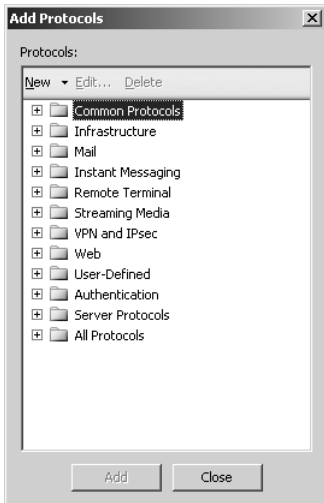 Add Protocols
Protocols:
New Edit... Delete
Common Protocols
Infrastructure
Mail
Instant Messaging
Remote Terminal
Streaming Media
VPN and IPsec
Web
User-Defined
Authentication
Server Protocols
All Protocols
Add Close